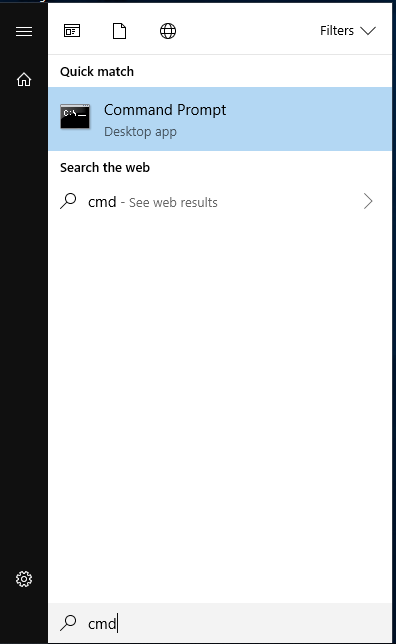 Filters
Quick match
C:\_
Command Prompt
Desktop app
Search the web
cmd - See web results
cmd